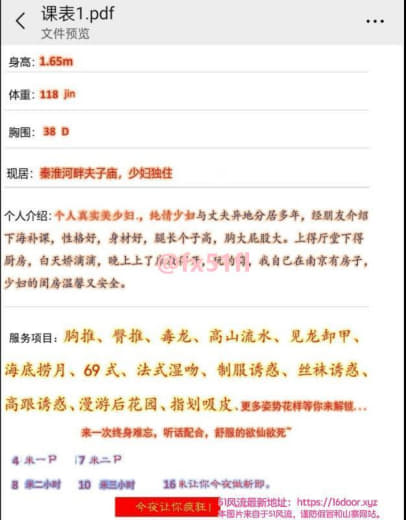 课表1.pdf
文件预览
身高：1.65m
体重：118 jin
胸围：38 D
现居：秦淮河畔夫子庙，少妇独住
个人介绍：个人真实美少妇，纯情少妇与丈夫异地分居多年，经朋友介绍
下海补课，性格好，身材好，腿长个子高，胸大屁股大。上得厅堂下得
厨房，白天娇滴滴，晚上上了
我自己在南京有房子，
少妇的闺房温馨又安全。
@fx51fl
服务项目：胸推、臀推、毒龙、高山流水、见龙卸甲、
海底捞月、69 式、法式湿吻、制服诱惑、丝袜诱惑、
高跟诱惑、漫游后花园、指划吸皮、更多姿势花样等你来解锁...
来一次终身难忘，听话配合，舒服的欲仙欲死~
4 米一P 7 米二P
8 米二小时 10 米三小时 16米让你今夜做新郎。
今夜让你疯狂！
51风流最新地址：https://16door.xyz
本图片来自于51风流，谨防假冒和山寨网站。